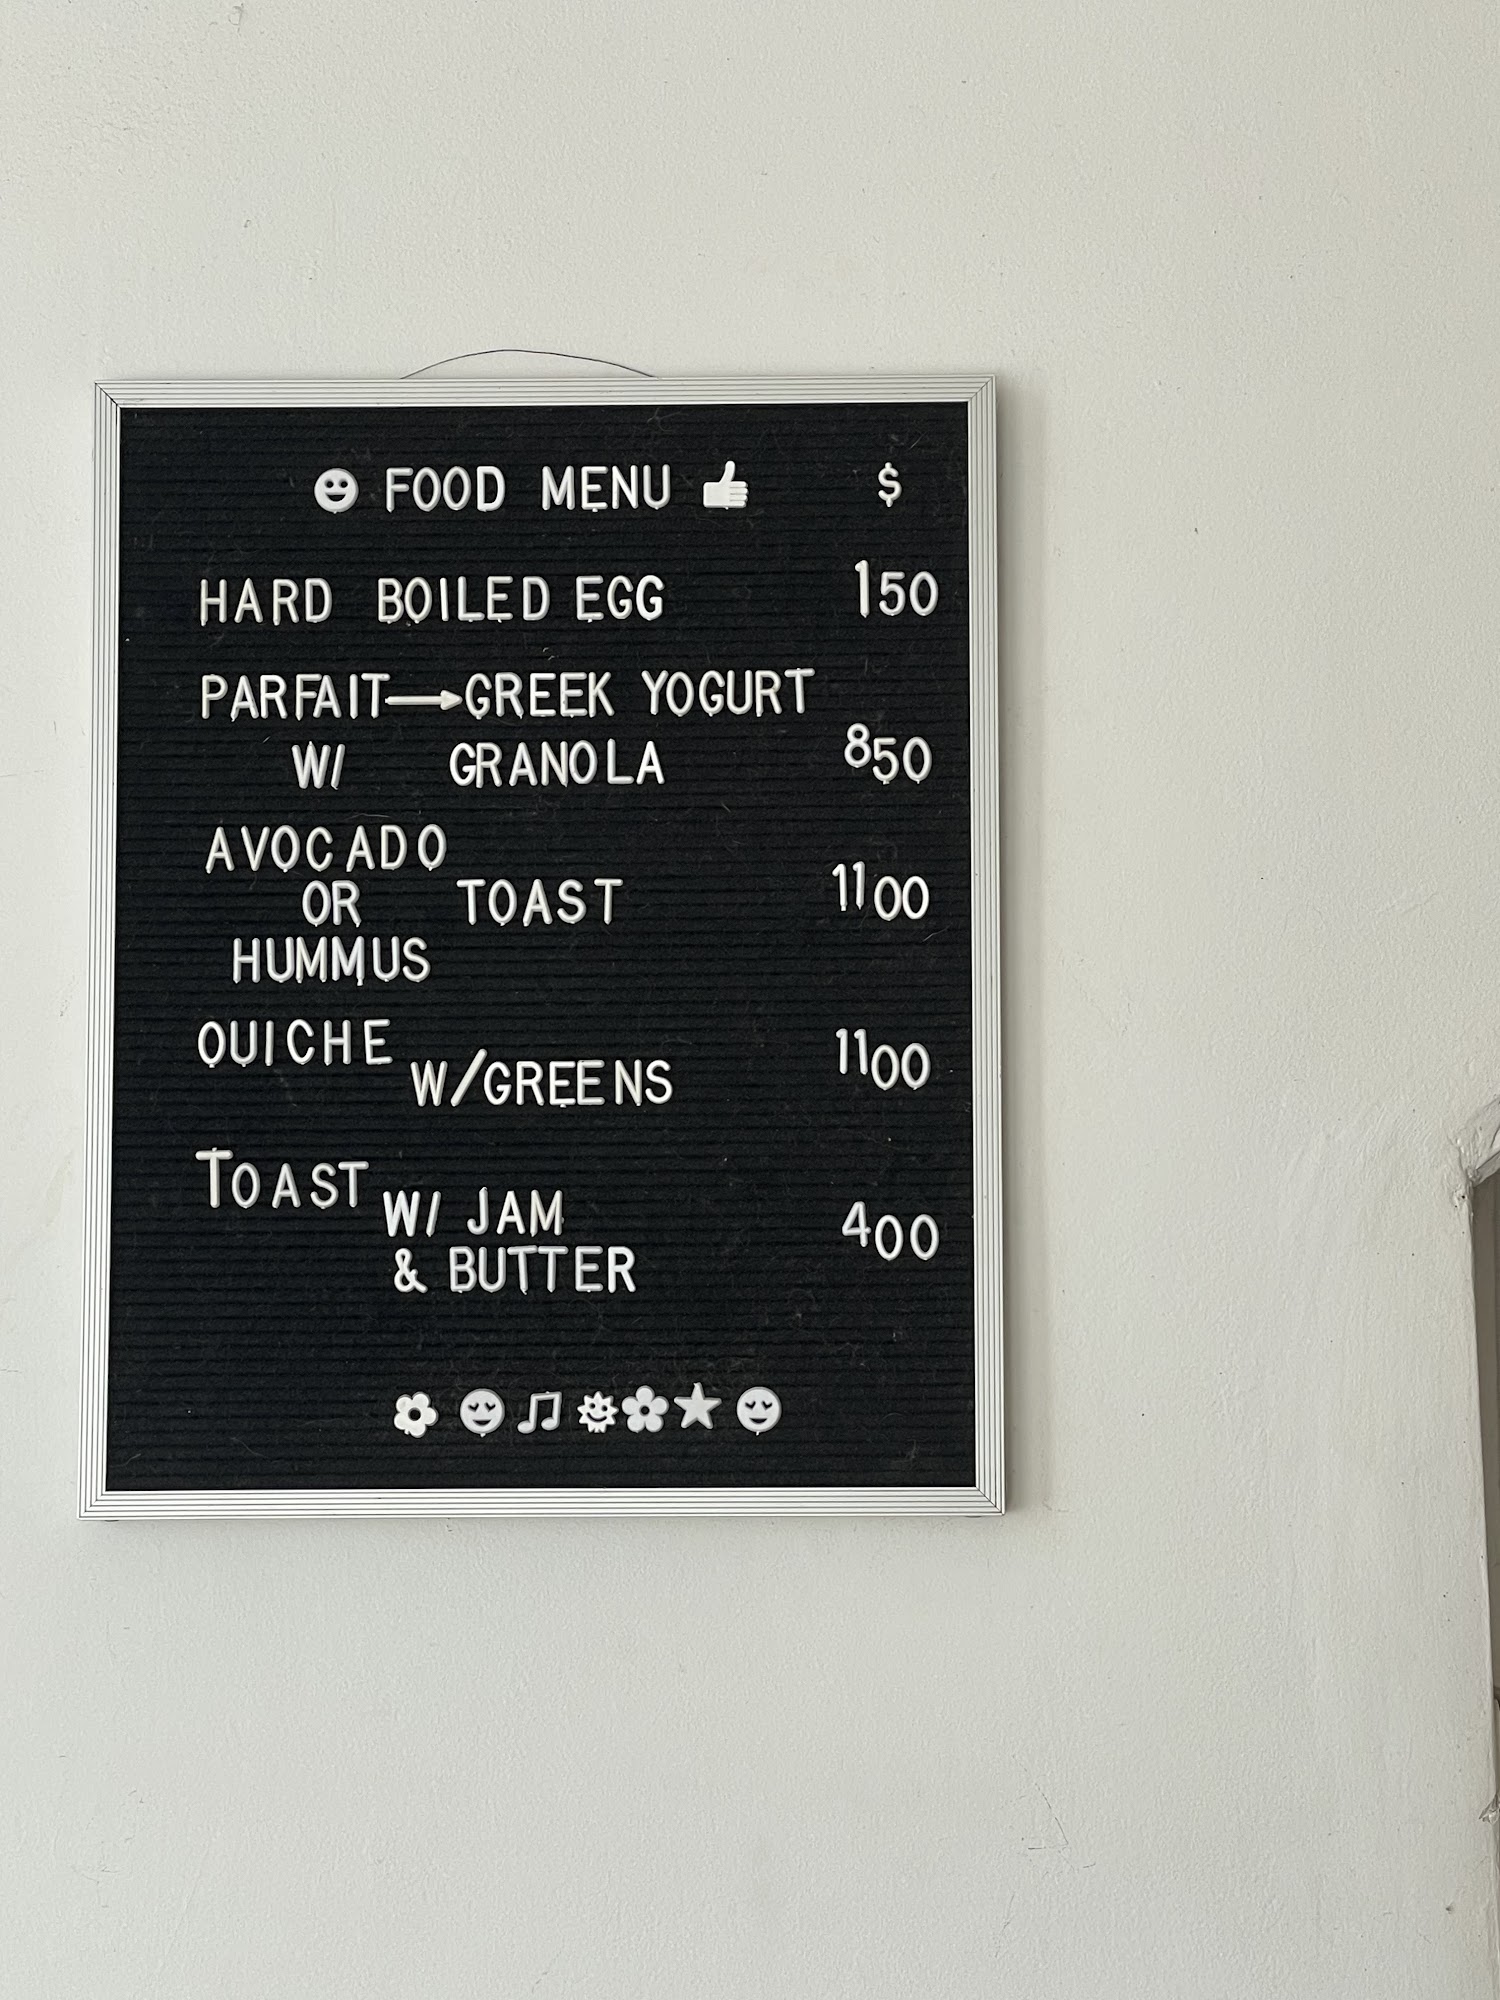 FOOD MENU $
HARD BOILED EGG 150
PARFAIT→GREEK YOGURT
W/ GRANOLA 850
AVOCADO
OR TOAST 1100
HUMMUS
OUICHE
W/GREENS 1100
TOAST
W/ JAM 400
& BUTTER